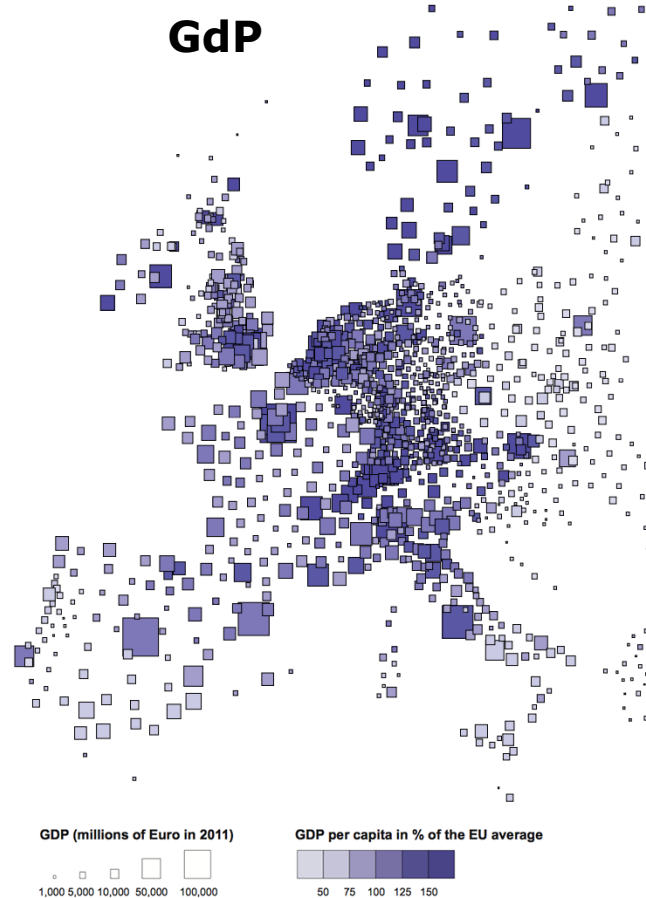 GdP
GDP (millions of Euro in 2011)
1,000 5,000 10,000 50,000 100,000
GDP per capita in % of the EU average
50 75 100 125 150